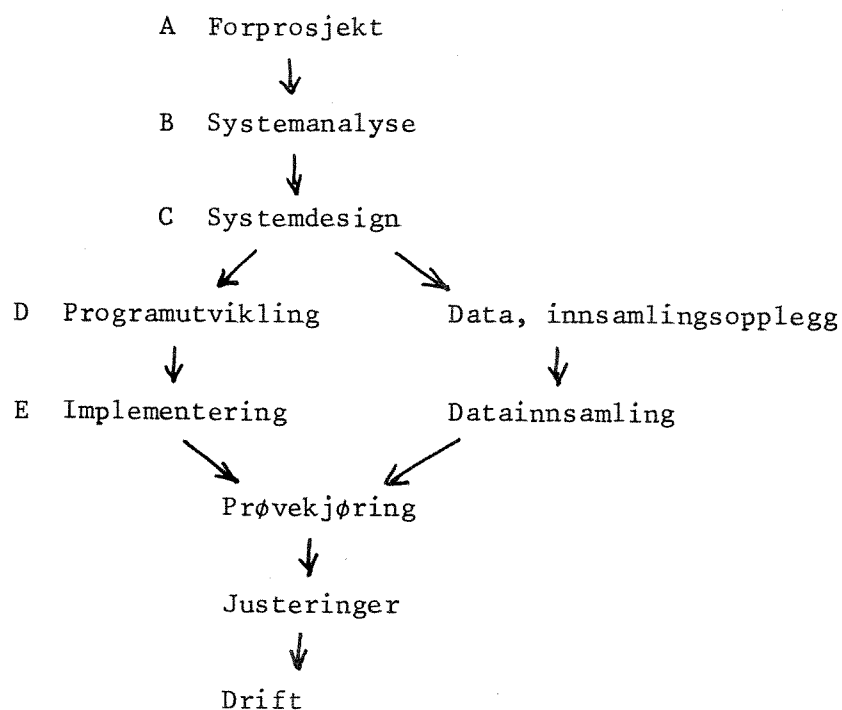 A Forprosjekt
B Systemanalyse
C Systemdesign
D Programutvikling Data, innsamlingsopplegg
E Implementering Datainnsamling
Prøvekjøring
Justeringer
Drift